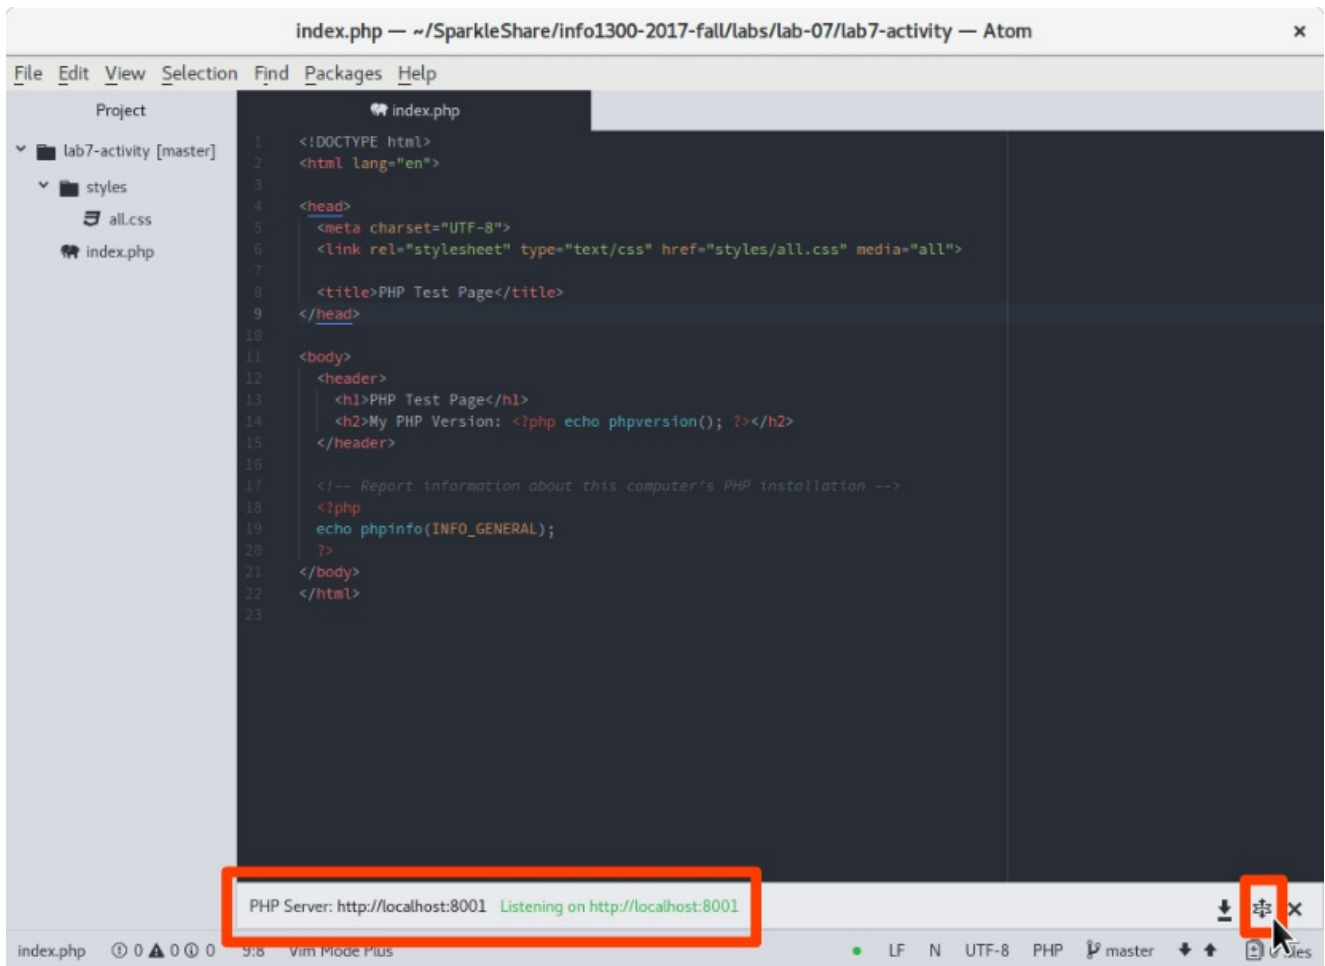 index.php — ~/SparkleShare/info1300-2017-fall/labs/lab-07/lab7-activity — Atom
File Edit View Selection Find Packages Help
Project
lab7-activity [master]
styles
all.css
index.php
index.php
1 <!DOCTYPE html>
2 <html lang="en">
3
4 <head>
5 <meta charset="UTF-8">
6 <link rel="stylesheet" type="text/css" href="styles/all.css" media="all">
7
8 <title>PHP Test Page</title>
9 </head>
10
11 <body>
12 <header>
13 <h1>PHP Test Page</h1>
14 <h2>My PHP Version: <?php echo phpversion(); ?></h2>
15 </header>
16
17 <!-- Report information about this computer's PHP installation -->
18 <?php
19 echo phpinfo(INFO_GENERAL);
20 ?>
21 </body>
22 </html>
23
PHP Server: http://localhost:8001 Listening on http://localhost:8001
index.php 0 0 0 9:8 Vim Mode Plus LF N UTF-8 PHP master